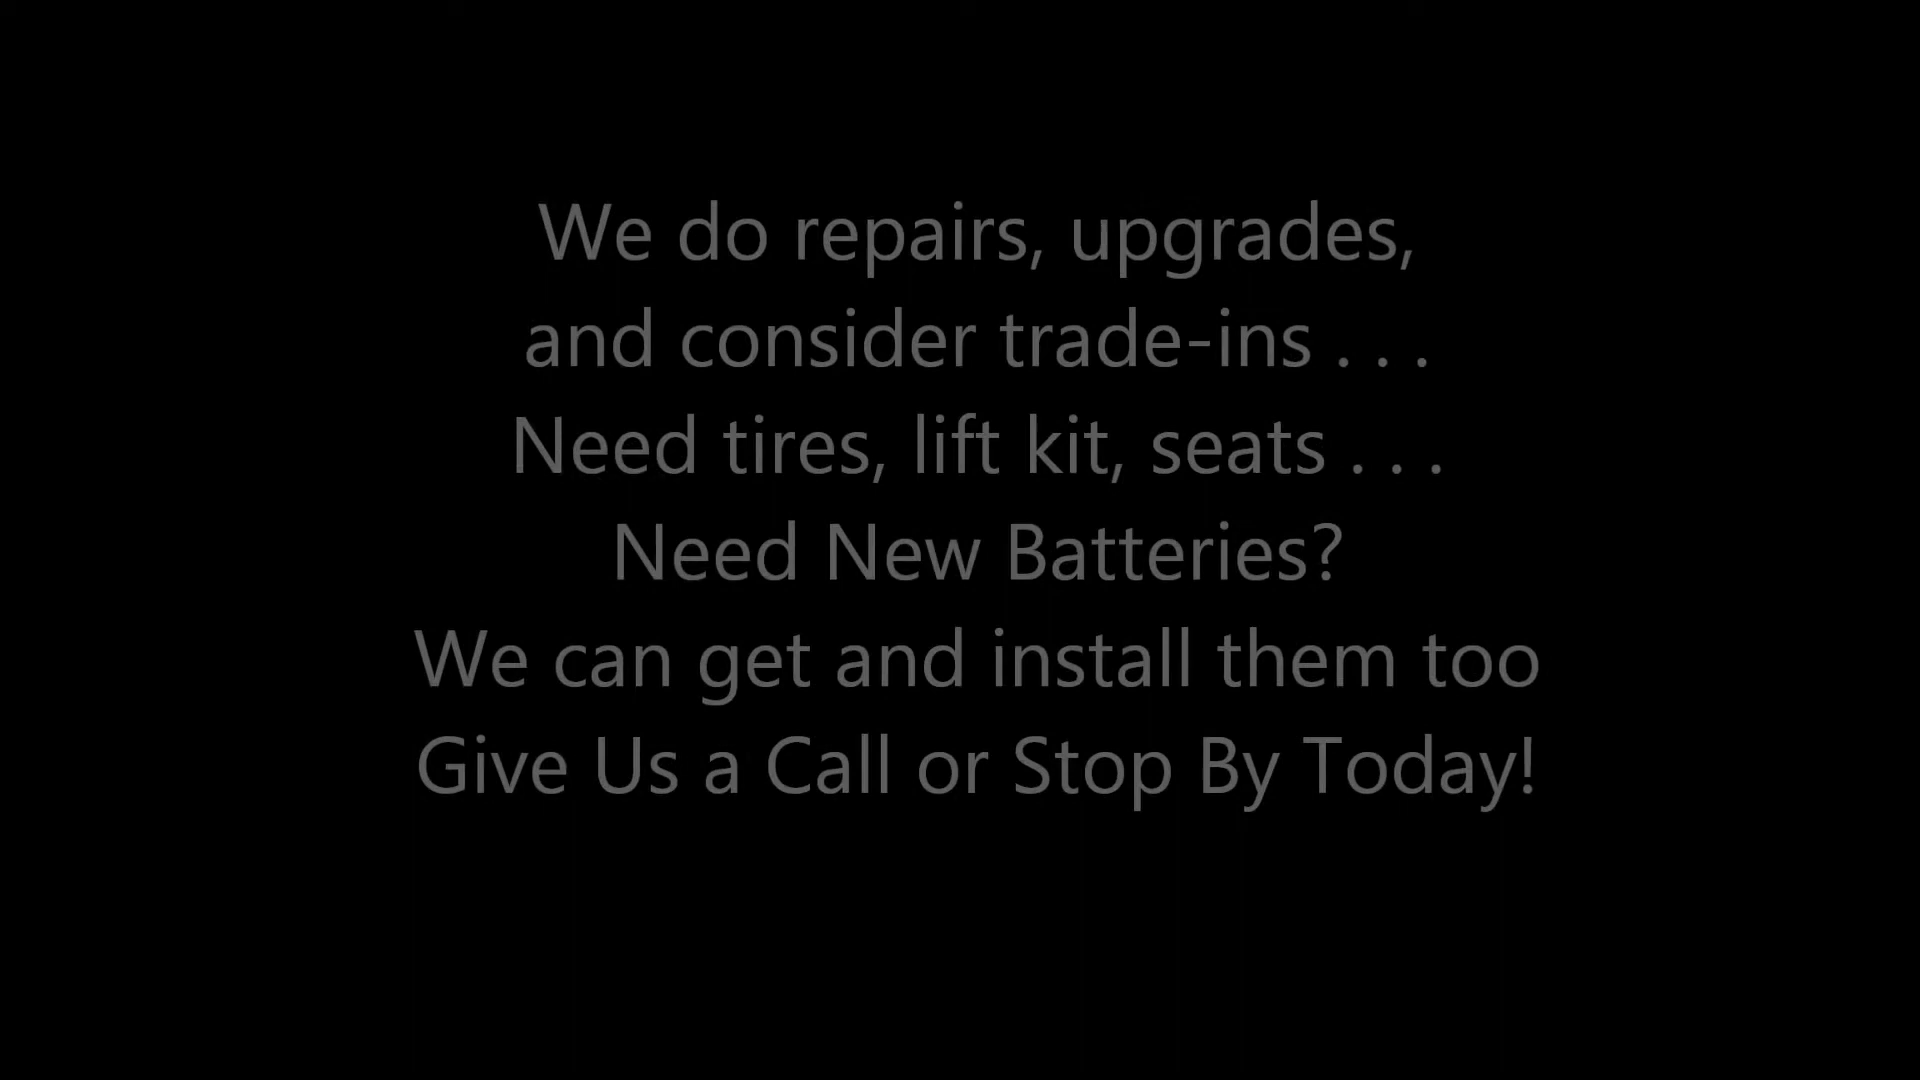 We do repairs, upgrades,
and consider trade-ins . . .
Need tires, lift kit, seats . . .
Need New Batteries?
We can get and install them too
Give Us a Call or Stop By Today!